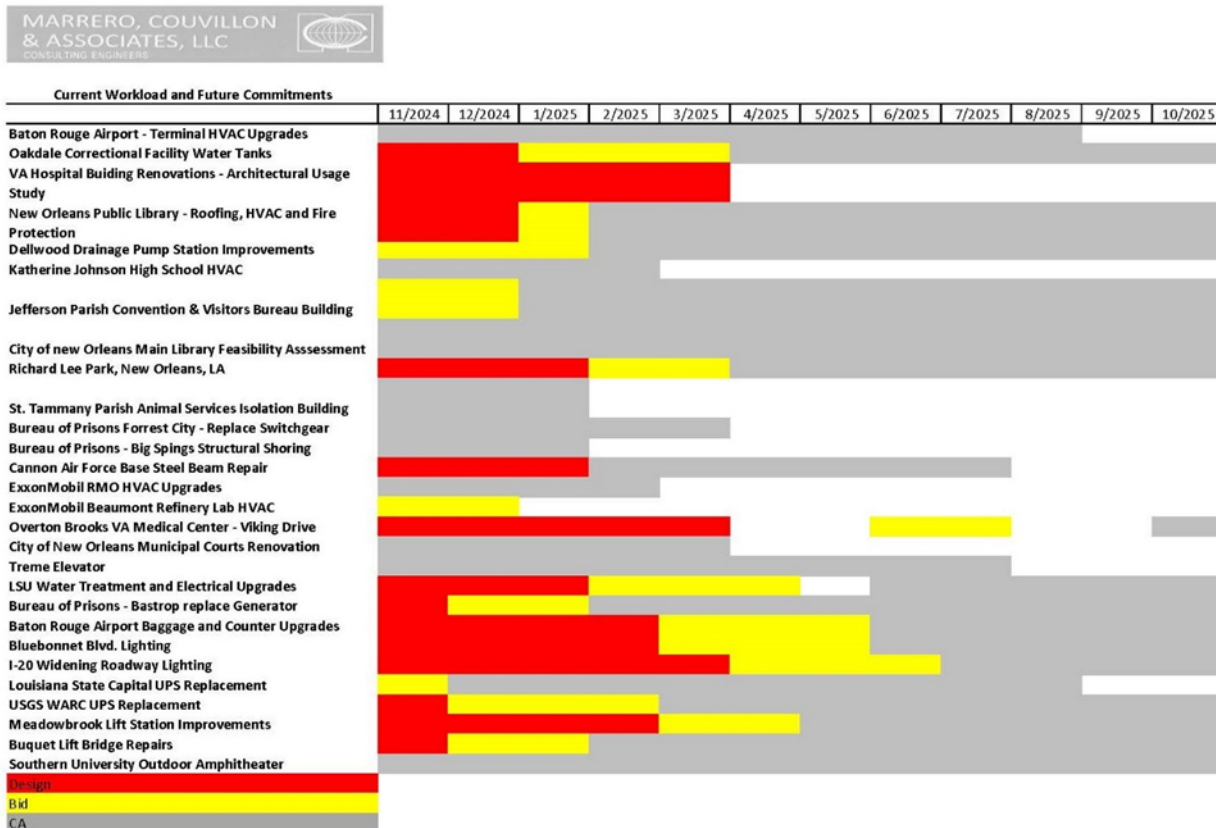 MARRERO, COUVILLON
& ASSOCIATES, LLC
CONSULTING ENGINEERS
Current Workload and Future Commitments
11/2024 12/2024 1/2025 2/2025 3/2025 4/2025 5/2025 6/2025 7/2025 8/2025 9/2025 10/2025
Baton Rouge Airport - Terminal HVAC Upgrades
Oakdale Correctional Facility Water Tanks
VA Hospital Buiding Renovations - Architectural Usage
Study
New Orleans Public Library - Roofing, HVAC and Fire
Protection
Dellwood Drainage Pump Station Improvements
Katherine Johnson High School HVAC
Jefferson Parish Convention & Visitors Bureau Building
City of new Orleans Main Library Feasibility Asssessment
Richard Lee Park, New Orleans, LA
St. Tammany Parish Animal Services Isolation Building
Bureau of Prisons Forrest City - Replace Switchgear
Bureau of Prisons - Big Spings Structural Shoring
Cannon Air Force Base Steel Beam Repair
ExxonMobil RMO HVAC Upgrades
ExxonMobil Beaumont Refinery Lab HVAC
Overton Brooks VA Medical Center - Viking Drive
City of New Orleans Municipal Courts Renovation
Treme Elevator
LSU Water Treatment and Electrical Upgrades
Bureau of Prisons - Bastrop replace Generator
Baton Rouge Airport Baggage and Counter Upgrades
Bluebonnet Blvd. Lighting
I-20 Widening Roadway Lighting
Louisiana State Capital UPS Replacement
USGS WARC UPS Replacement
Meadowbrook Lift Station Improvements
Buquet Lift Bridge Repairs
Southern University Outdoor Amphitheater
Design
Bid
CA